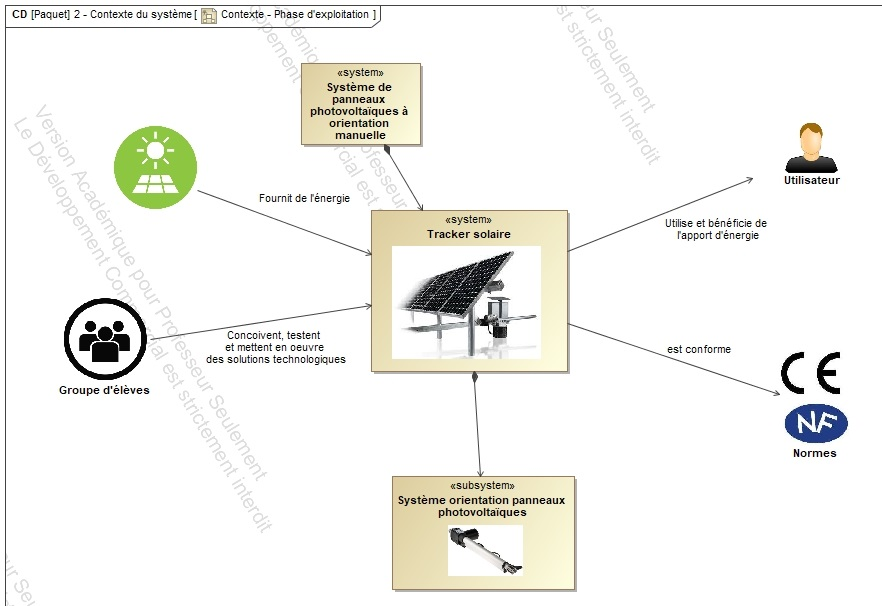 CD [Paquet] 2 - Contexte du système [ Contexte - Phase d'exploitation ]
«system»
Système de
panneaux
photovoltaïques à
orientation
manuelle
Fournit de l'énergie
«system»
Tracker solaire
Utilisateur
Utilise et bénéficie de
l'apport d'énergie
Concoivent, testent
et mettent en oeuvre
des solutions technologiques
Groupe d'élèves
est conforme
CE
NF
Normes
«subsystem»
Système orientation panneaux
photovoltaïques
Version Académique pour Professeur Seulement
Le Développement Commercial est strictement interdit